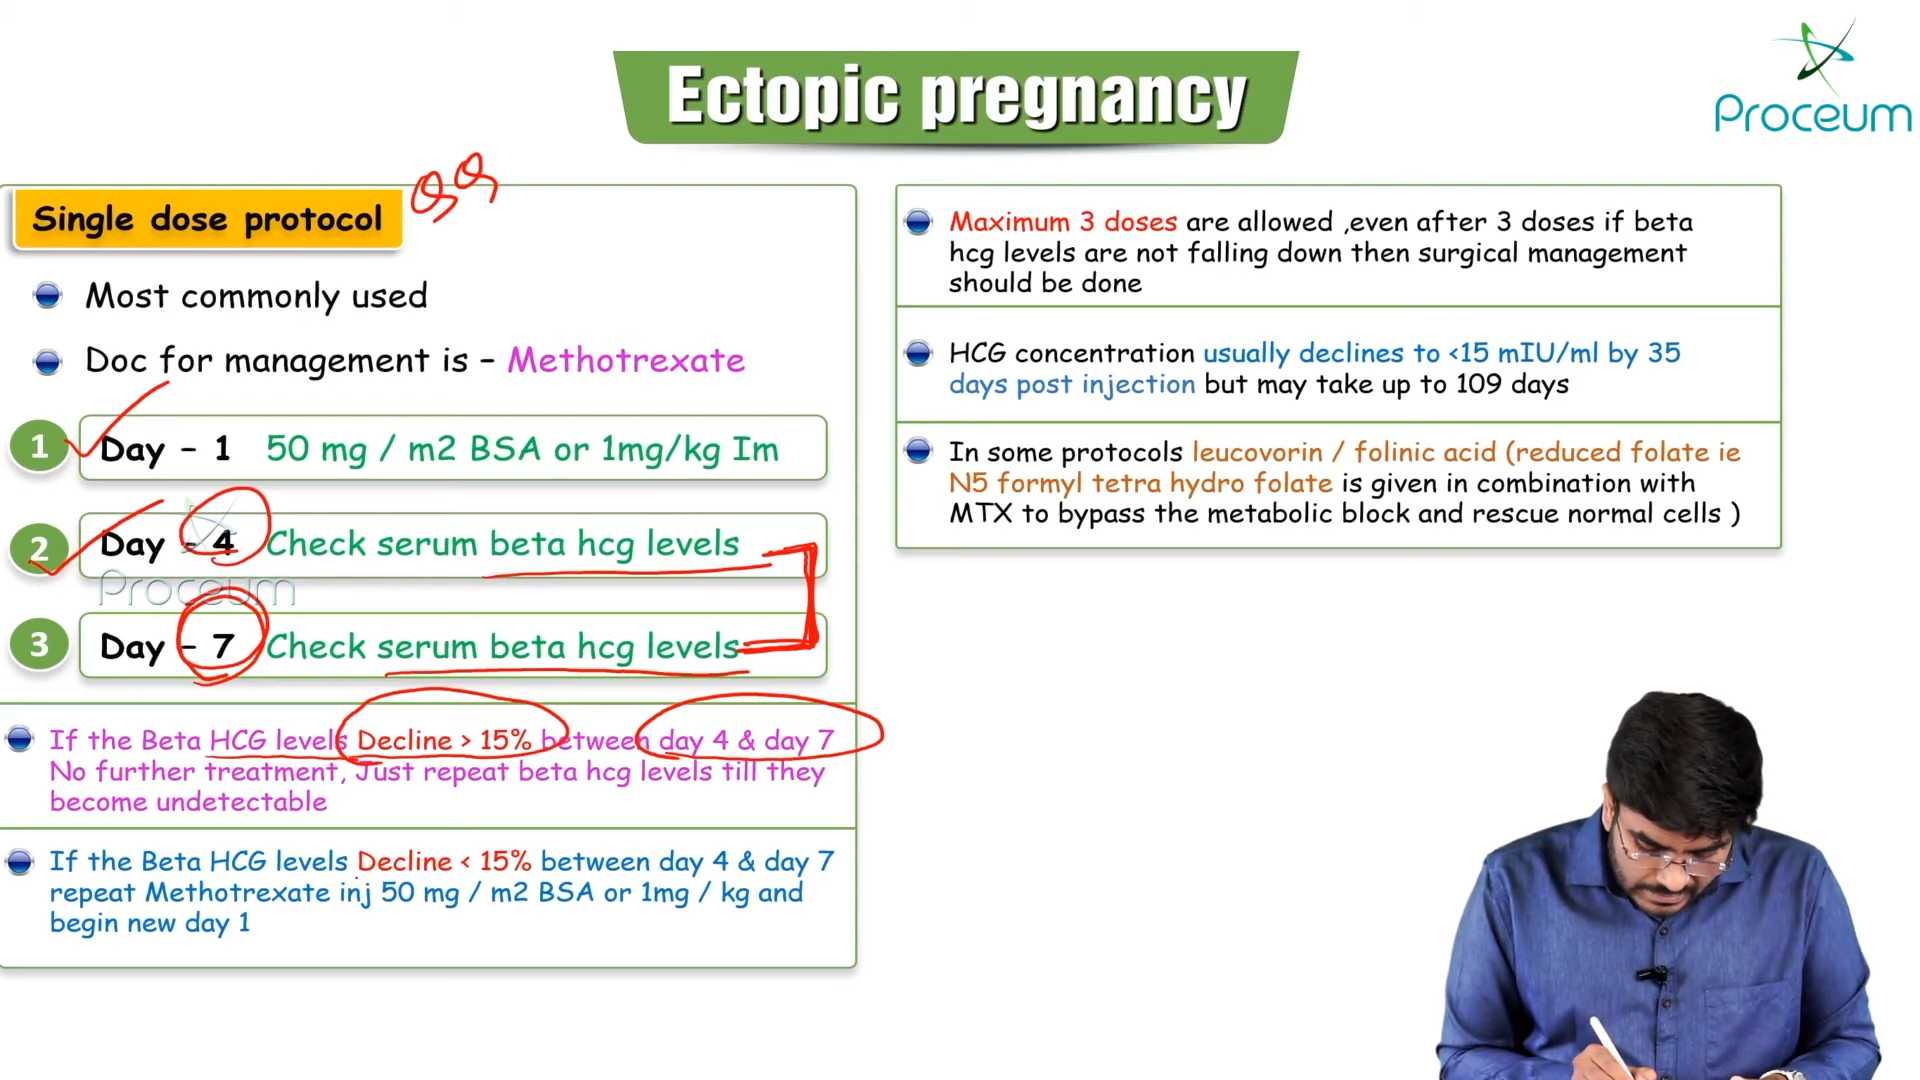 Ectopic pregnancy
Proceum
Single dose protocol
Most commonly used
Doc for management is – Methotrexate
1 Day – 1 50 mg / m2 BSA or 1mg/kg Im
2 Day – 4 Check serum beta hcg levels
Proceum
3 Day – 7 Check serum beta hcg levels
If the Beta HCG levels Decline > 15% between day 4 & day 7
No further treatment, Just repeat beta hcg levels till they
become undetectable
If the Beta HCG levels Decline < 15% between day 4 & day 7
repeat Methotrexate inj 50 mg / m2 BSA or 1mg / kg and
begin new day 1
Maximum 3 doses are allowed ,even after 3 doses if beta
hcg levels are not falling down then surgical management
should be done
HCG concentration usually declines to <15 mIU/ml by 35
days post injection but may take up to 109 days
In some protocols leucovorin / folinic acid (reduced folate ie
N5 formyl tetra hydro folate is given in combination with
MTX to bypass the metabolic block and rescue normal cells )